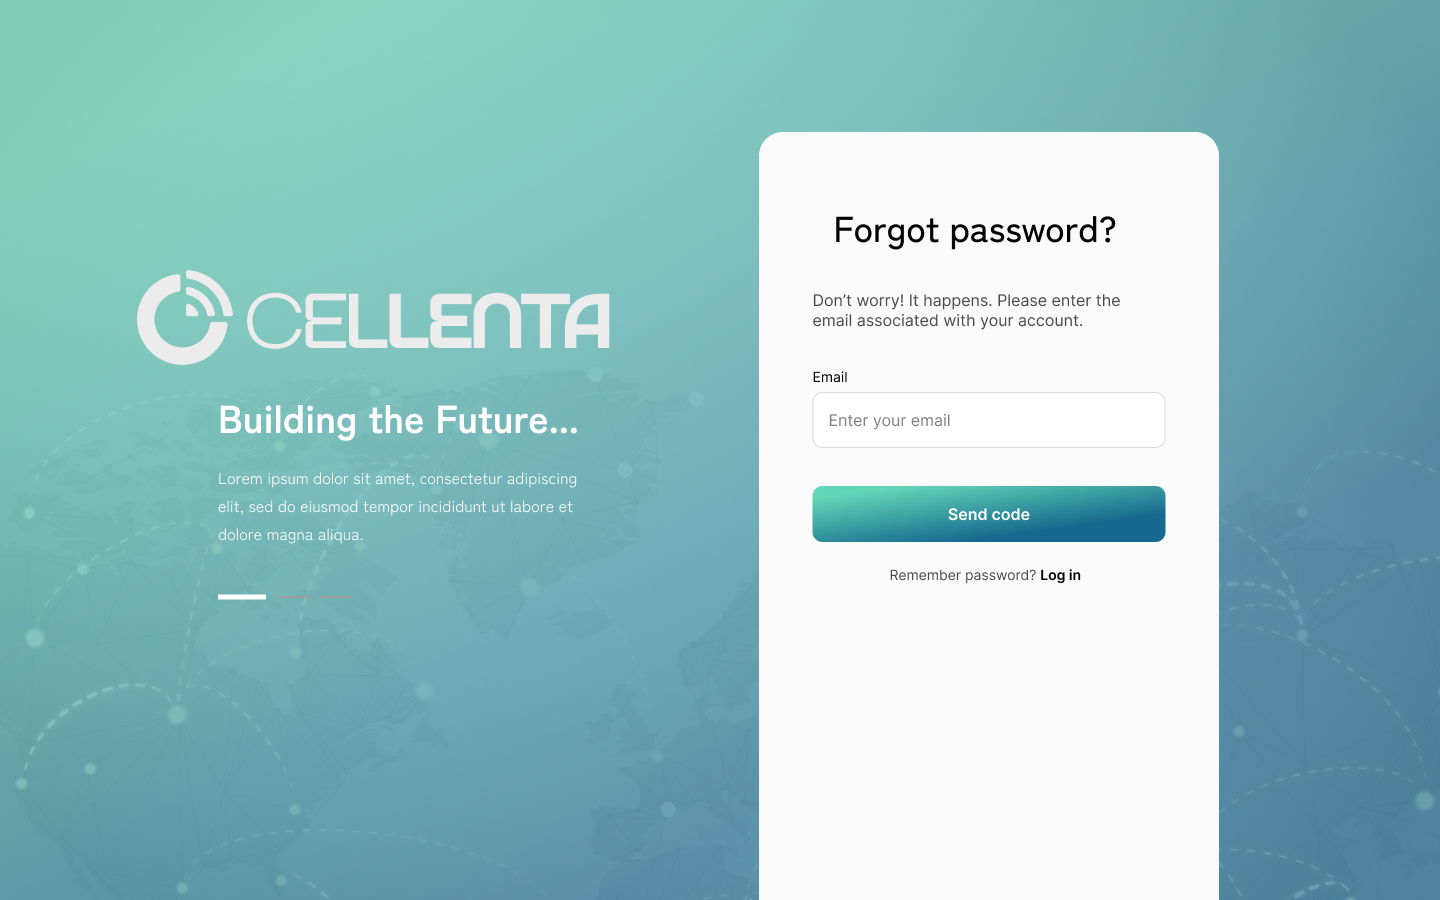 CELLENTA
Building the Future...
Lorem ipsum dolor sit amet, consectetur adipiscing
elit, sed do eiusmod tempor incididunt ut labore et
dolore magna aliqua.
Forgot password?
Don’t worry! It happens. Please enter the
email associated with your account.
Email
Enter your email
Send code
Remember password? Log in